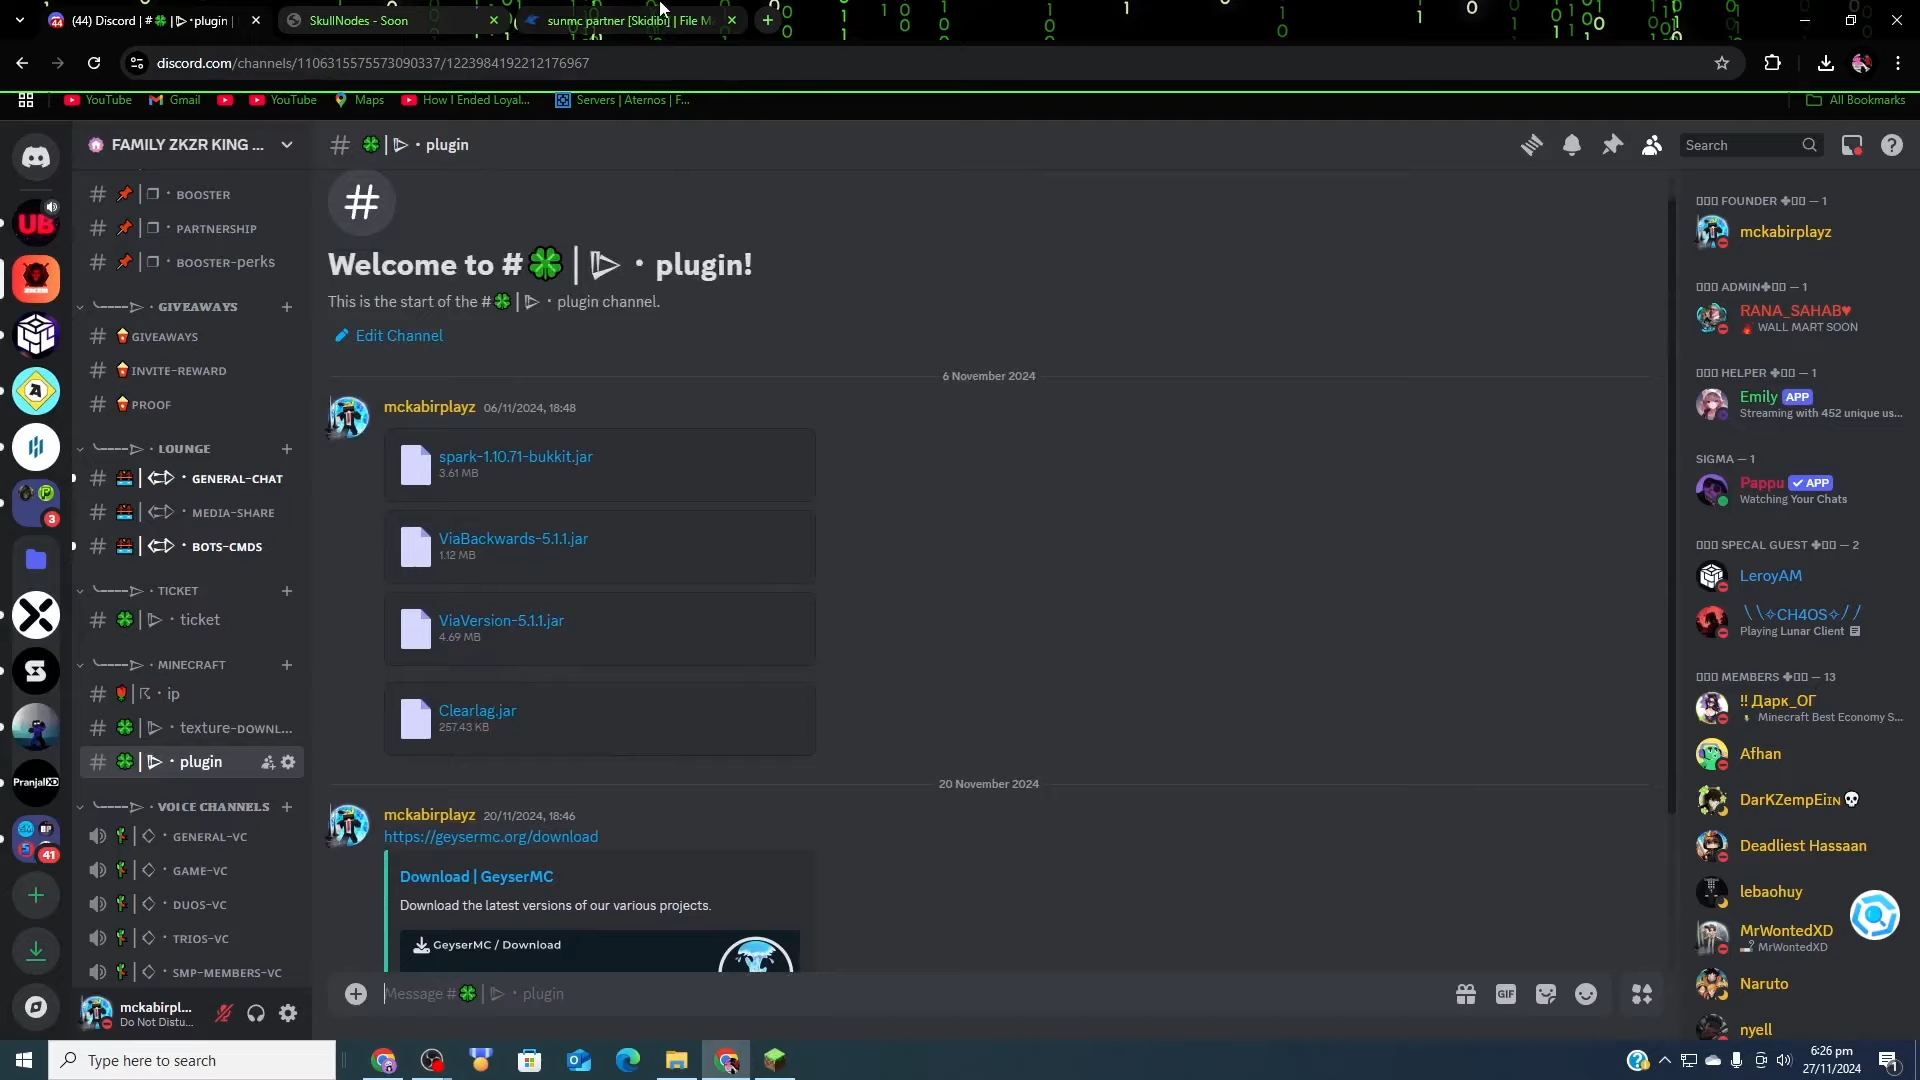 (44) Discord | #🍀|▷・plugin |
SkullNodes - Soon
sunmc partner [Skidibi] | File M
discord.com/channels/1106315575573090337/1223984192212176967
YouTube
Gmail
YouTube
Maps
How I Ended Loyal...
Servers | Aternos | F...
All Bookmarks
FAMILY ZKZR KING ...
BOOSTER
PARTNERSHIP
BOOSTER-perks
GIVEAWAYS
GIVEAWAYS
INVITE-REWARD
PROOF
LOUNGE
GENERAL-CHAT
MEDIA-SHARE
BOTS-CMDS
TICKET
ticket
MINECRAFT
ip
texture-DOWNL...
plugin
VOICE CHANNELS
GENERAL-VC
GAME-VC
DUOS-VC
TRIOS-VC
SMP-MEMBERS-VC
UB
PranjalXD
3
41
mckabirpl...
Do Not Distu...
# 🍀|▷・plugin
Search
Welcome to #🍀|▷・plugin!
This is the start of the #🍀|▷・plugin channel.
Edit Channel
6 November 2024
mckabirplayz 06/11/2024, 18:48
spark-1.10.71-bukkit.jar
3.61 MB
ViaBackwards-5.1.1.jar
1.12 MB
ViaVersion-5.1.1.jar
4.69 MB
Clearlag.jar
257.43 KB
20 November 2024
mckabirplayz 20/11/2024, 18:46
https://geysermc.org/download
Download | GeyserMC
Download the latest versions of our various projects.
GeyserMC / Download
Message #🍀|▷・plugin
GIF
FOUNDER — 1
mckabirplayz
ADMIN — 1
RANA_SAHAB♥
WALL MART SOON
HELPER — 1
Emily APP
Streaming with 452 unique us...
SIGMA — 1
Pappu ✓ APP
Watching Your Chats
SPECIAL GUEST — 2
LeroyAM
\\✧CH4OS✧//
Playing Lunar Client
MEMBERS — 13
!! Дарк_ОГ
Minecraft Best Economy S...
Afhan
DarKZempEiɪɴ💀
Deadliest Hassaan
lebaohuy
MrWontedXD
MrWontedXD
Naruto
nyell
Type here to search
6:26 pm
27/11/2024
1